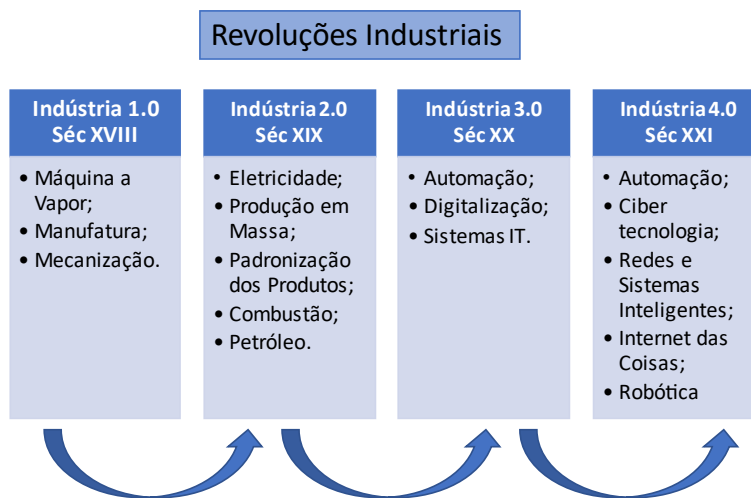 Revoluções Industriais
Indústria 1.0
Séc XVIII
• Máquina a
Vapor;
• Manufatura;
• Mecanização.
Indústria 2.0
Séc XIX
• Eletricidade;
• Produção em
Massa;
• Padronização
dos Produtos;
• Combustão;
• Petróleo.
Indústria 3.0
Séc XX
• Automação;
• Digitalização;
• Sistemas IT.
Indústria 4.0
Séc XXI
• Automação;
• Ciber
tecnologia;
• Redes e
Sistemas
Inteligentes;
• Internet das
Coisas;
• Robótica